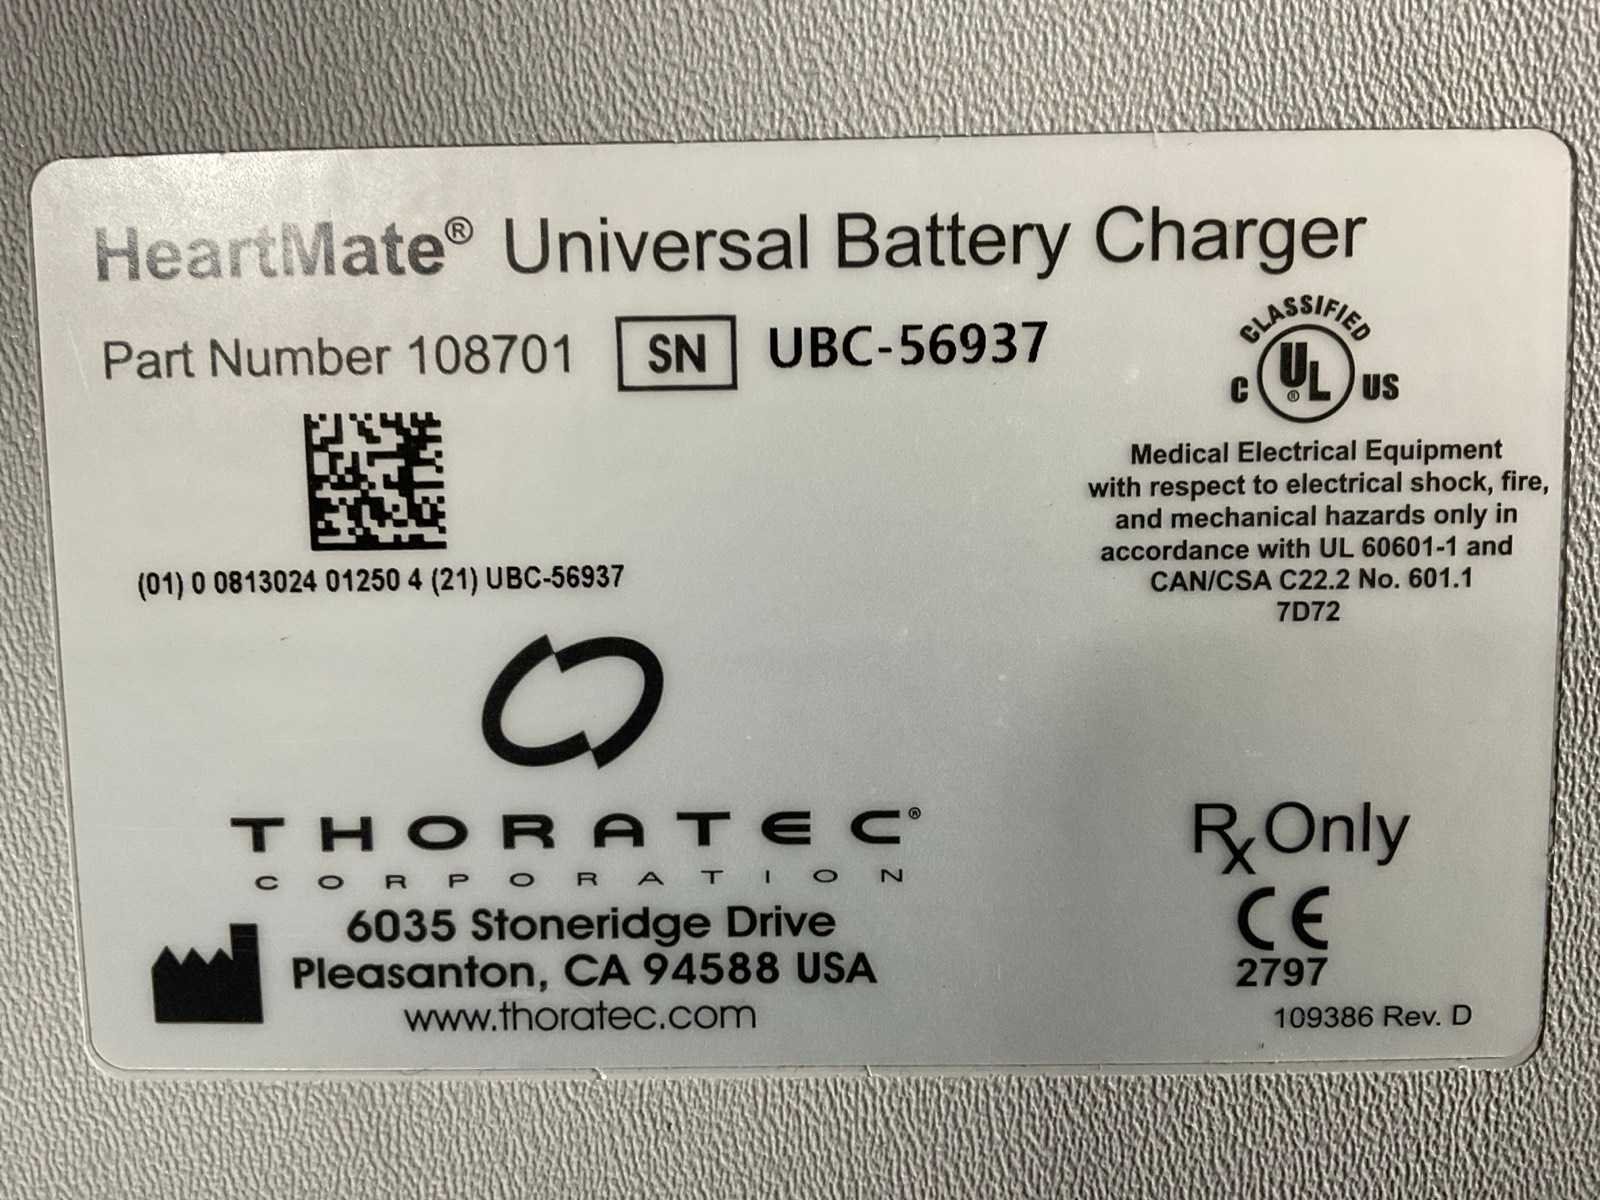 HeartMate® Universal Battery Charger
Part Number 108701 SN UBC-56937
CLASSIFIED
C UL® US
Medical Electrical Equipment
with respect to electrical shock, fire,
and mechanical hazards only in
accordance with UL 60601-1 and
CAN/CSA C22.2 No. 601.1
7D72
(01) 0 0813024 01250 4 (21) UBC-56937
THORATEC®
CORPORATION
6035 Stoneridge Drive
Pleasanton, CA 94588 USA
www.thoratec.com
Rx Only
CE
2797
109386 Rev. D